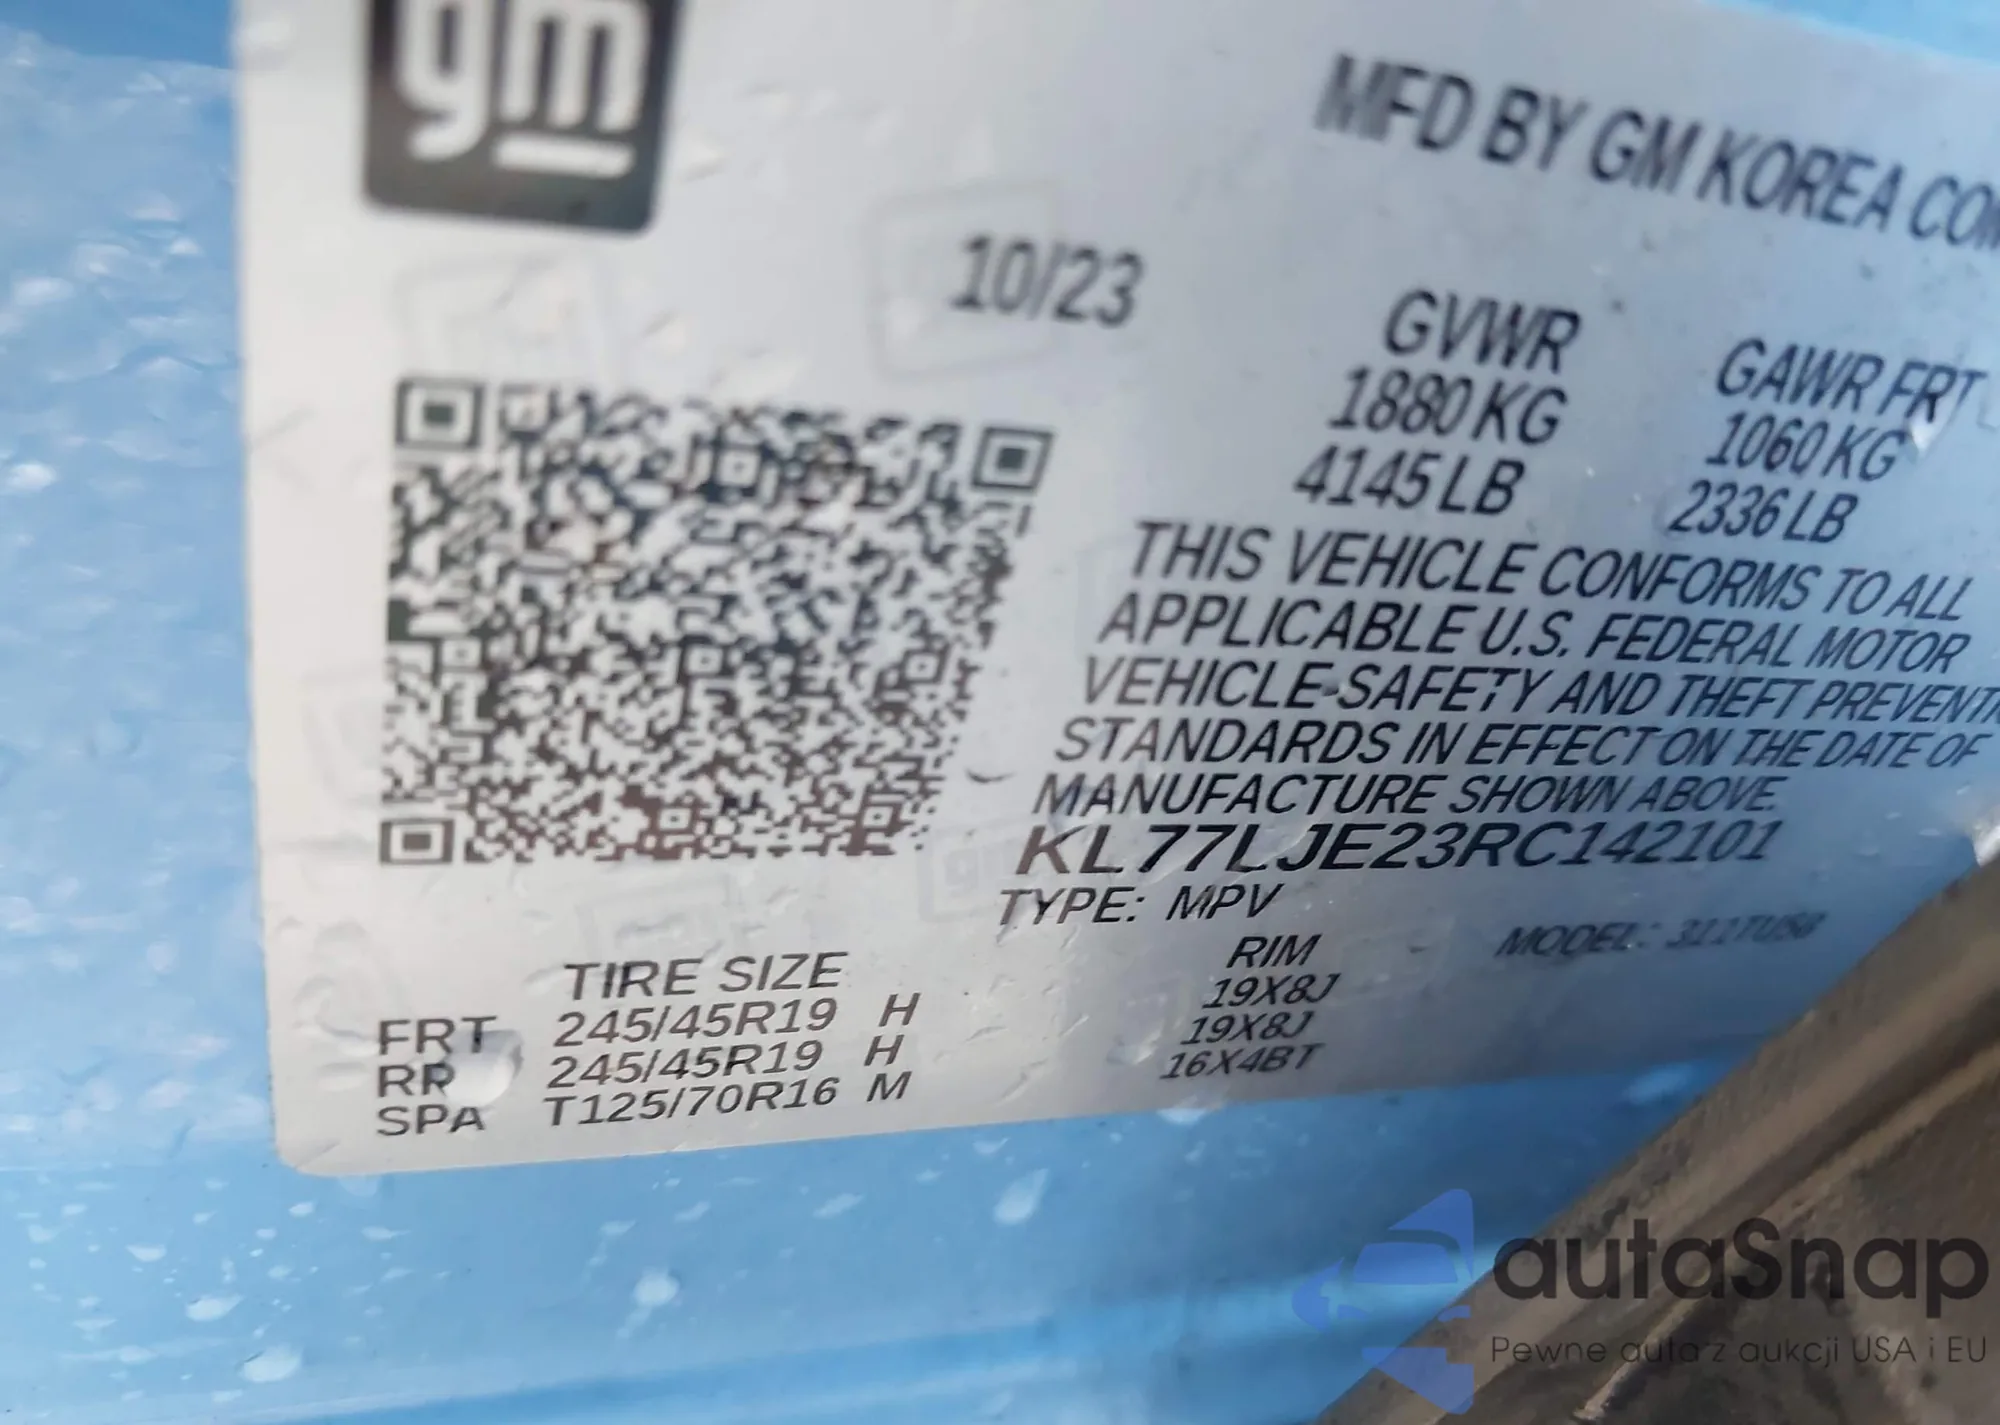 gm
MFD BY GM KOREA COM
10/23
GVWR GAWR FRT
1880 KG 1060 KG
4145 LB 2336 LB
THIS VEHICLE CONFORMS TO ALL
APPLICABLE U.S. FEDERAL MOTOR
VEHICLE-SAFETY AND THEFT PREVENTI
STANDARDS IN EFFECT ON THE DATE OF
MANUFACTURE SHOWN ABOVE.
KL77LJE23RC142101
TYPE: MPV MODEL:
TIRE SIZE RIM
FRT 245/45R19 H 19X8J
RR 245/45R19 H 19X8J
SPA T125/70R16 M 16X4BT
autaSnap
Pewne auta z aukcji USA i EU